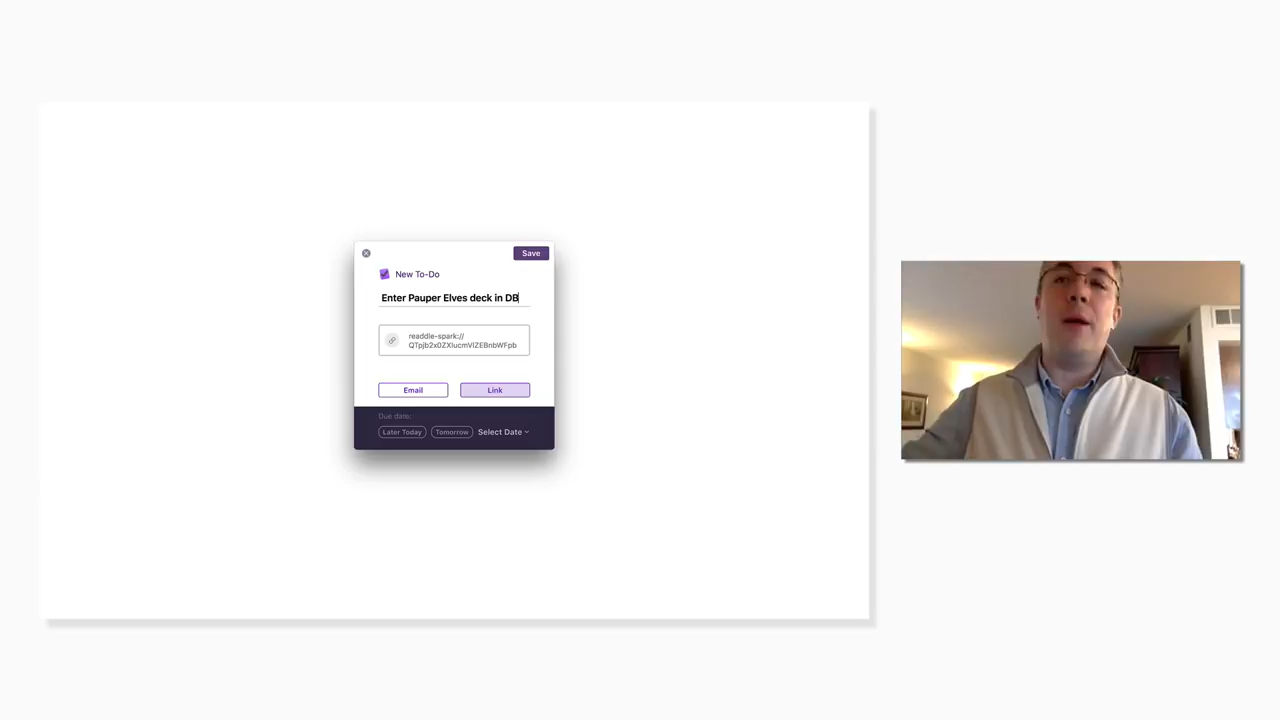 Save
New To-Do
Enter Pauper Elves deck in DB
readdle-spark://
QTpjb2x0ZXIucmVlZEBnbWFpb
Email
Link
Due date:
Later Today
Tomorrow
Select Date